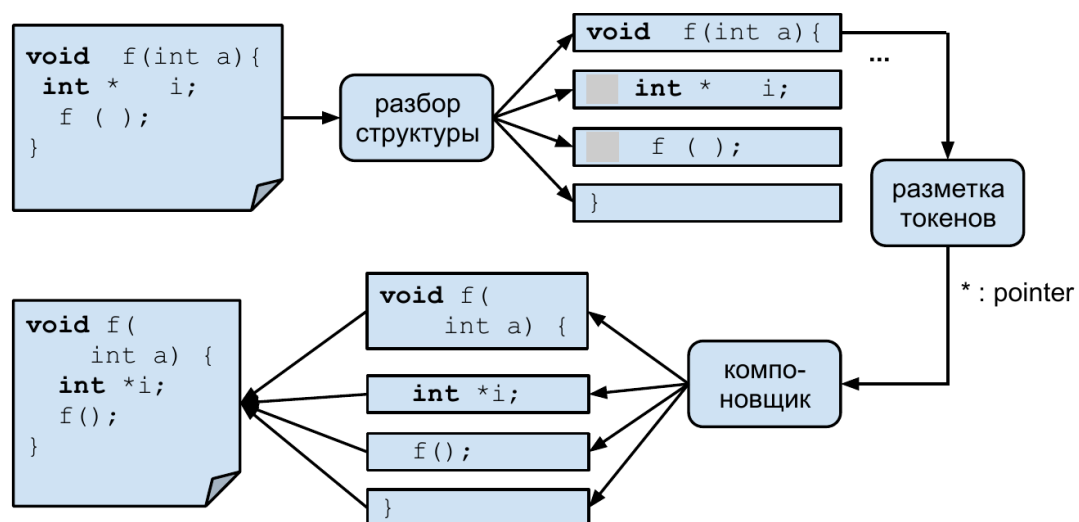 void  f(int a){
 int *   i;
  f ( );
}
разбор
структуры
void  f(int a){
int *   i;
f ( );
}
...
разметка
токенов
* : pointer
компо-
новщик
void f(
    int a) {
int *i;
f();
}
void f(
    int a) {
  int *i;
  f();
}